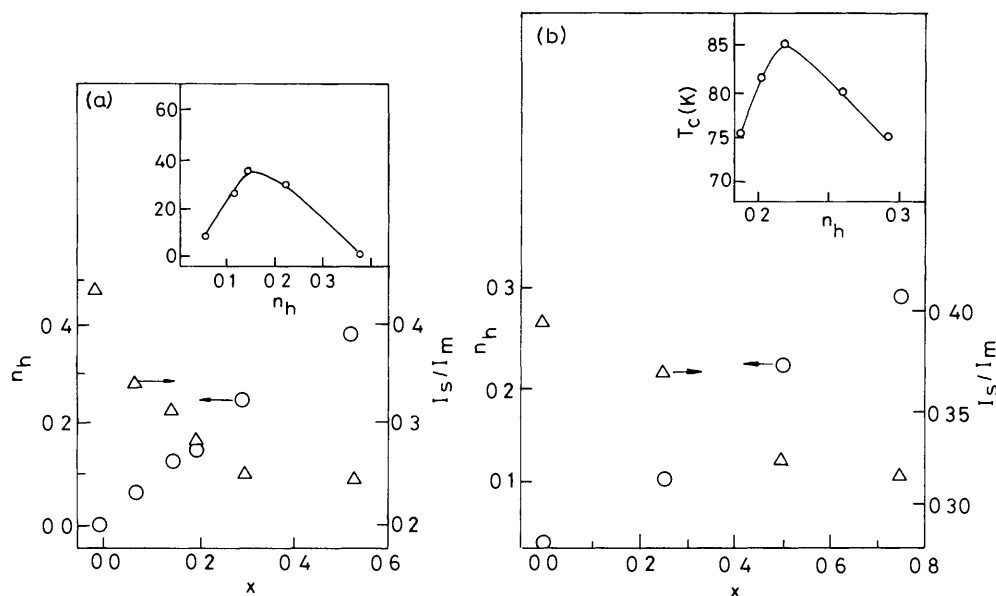 (a)
60
40
20
0
0 1 0 2 0 3
n_h
n_h
0 4
0 2
0 0
0 4
0 3
0 2
I_s/I_m
0 0 0 2 0 4 0 6
x
(b)
T_c(K)
85
80
75
70
0 2 0 3
n_h
n_h
0 3
0 2
0 1
0 40
0 35
0 30
I_s/I_m
0 0 0 2 0 4 0 6 0 8
x